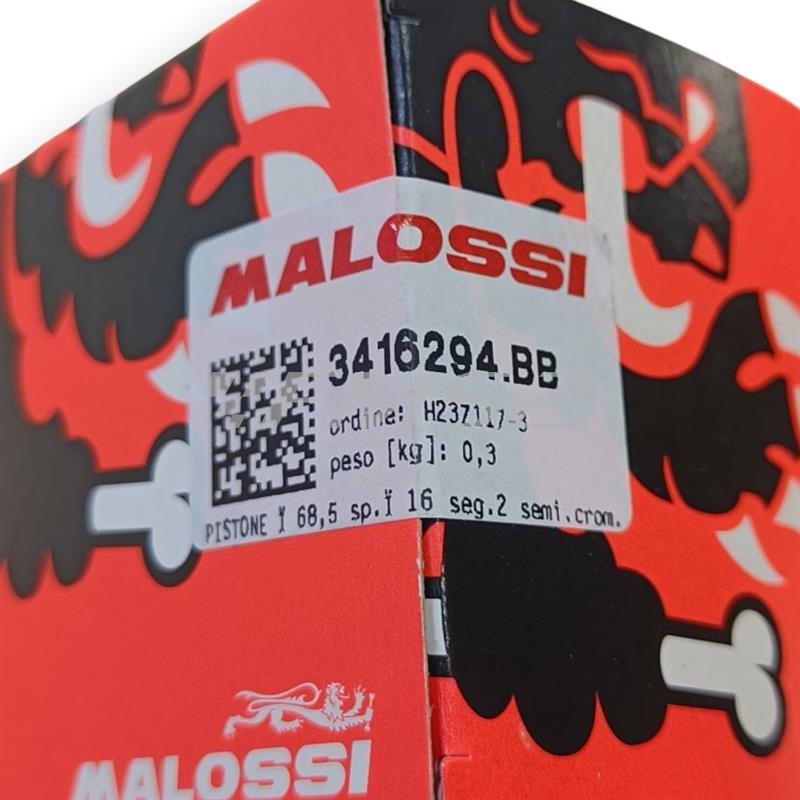 MALOSSI
3416294.BB
ordine: H237117-3
peso [kg]: 0,3
PISTONE Ï 68,5 sp.Ï 16 seg.2 semi.crom.
MALOSSI